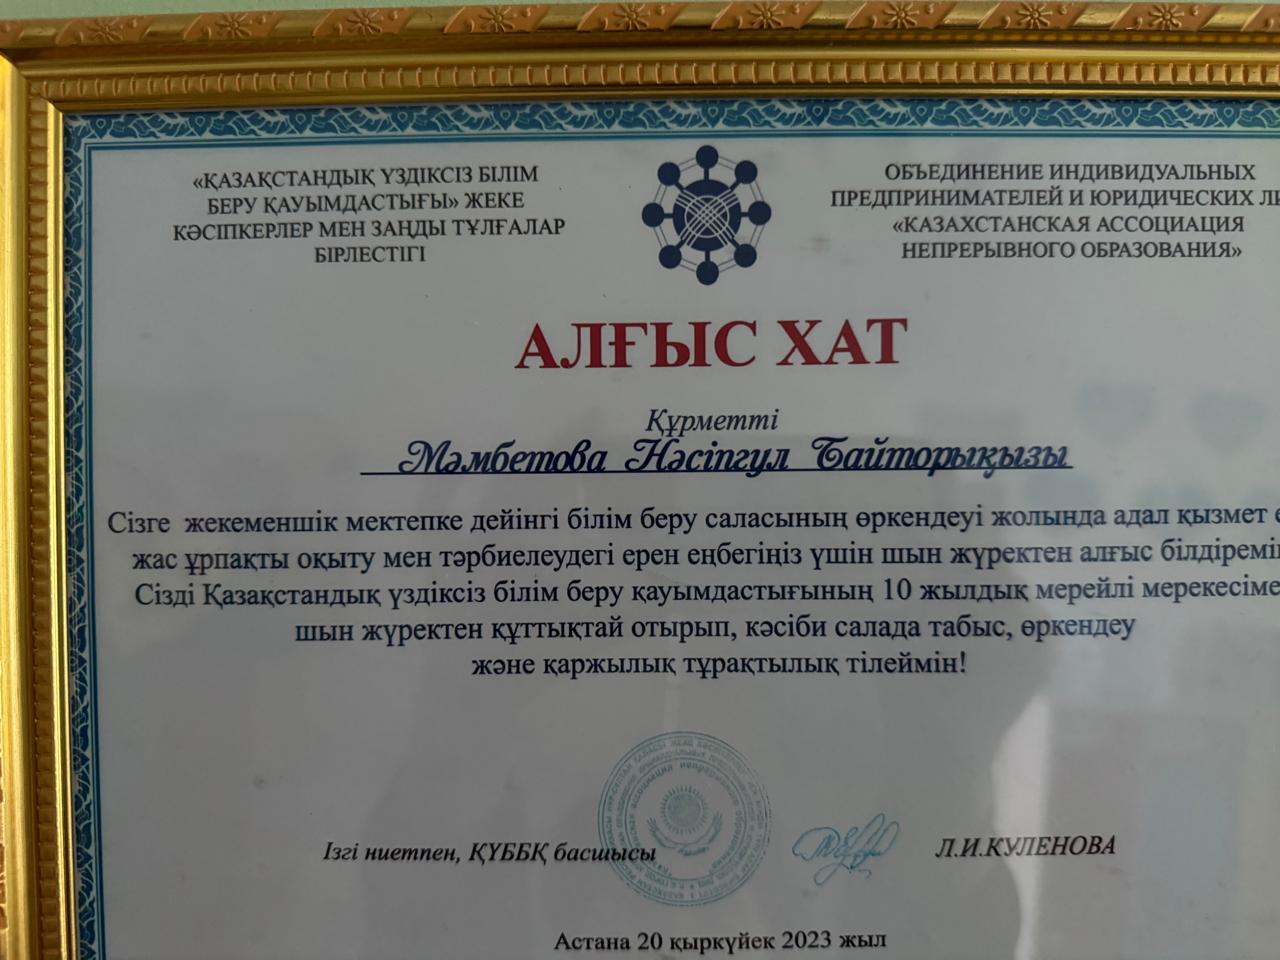 «ҚАЗАҚСТАНДЫҚ ҮЗДІКСІЗ БІЛІМ
БЕРУ ҚАУЫМДАСТЫҒЫ» ЖЕКЕ
КӘСІПКЕРЛЕР МЕН ЗАҢДЫ ТҰЛҒАЛАР
БІРЛЕСТІГІ
ОБЪЕДИНЕНИЕ ИНДИВИДУАЛЬНЫХ
ПРЕДПРИНИМАТЕЛЕЙ И ЮРИДИЧЕСКИХ
«КАЗАХСТАНСКАЯ АССОЦИАЦИЯ
НЕПРЕРЫВНОГО ОБРАЗОВАНИЯ»
АЛҒЫС ХАТ
Құрметті
Мәмбетова Нәсіпгул Байторықызы
Сізге жекеменшік мектепке дейінгі білім беру саласының өркендеуі жолында адал қызмет
жас ұрпақты оқыту мен тәрбиелеудегі ерен еңбегіңіз үшін шын жүректен алғыс
Сізді Қазақстандық үздіксіз білім беру қауымдастығының 10 жылдық мерейлі
шын жүректен құттықтай отырып, кәсіби салада табыс, өркендеу
және қаржылық тұрақтылық тілеймін!
Ізгі ниетпен, ҚҮББҚ басшысы
Л.И.КУЛЕНОВА
Астана 20 қыркүйек 2023 жыл